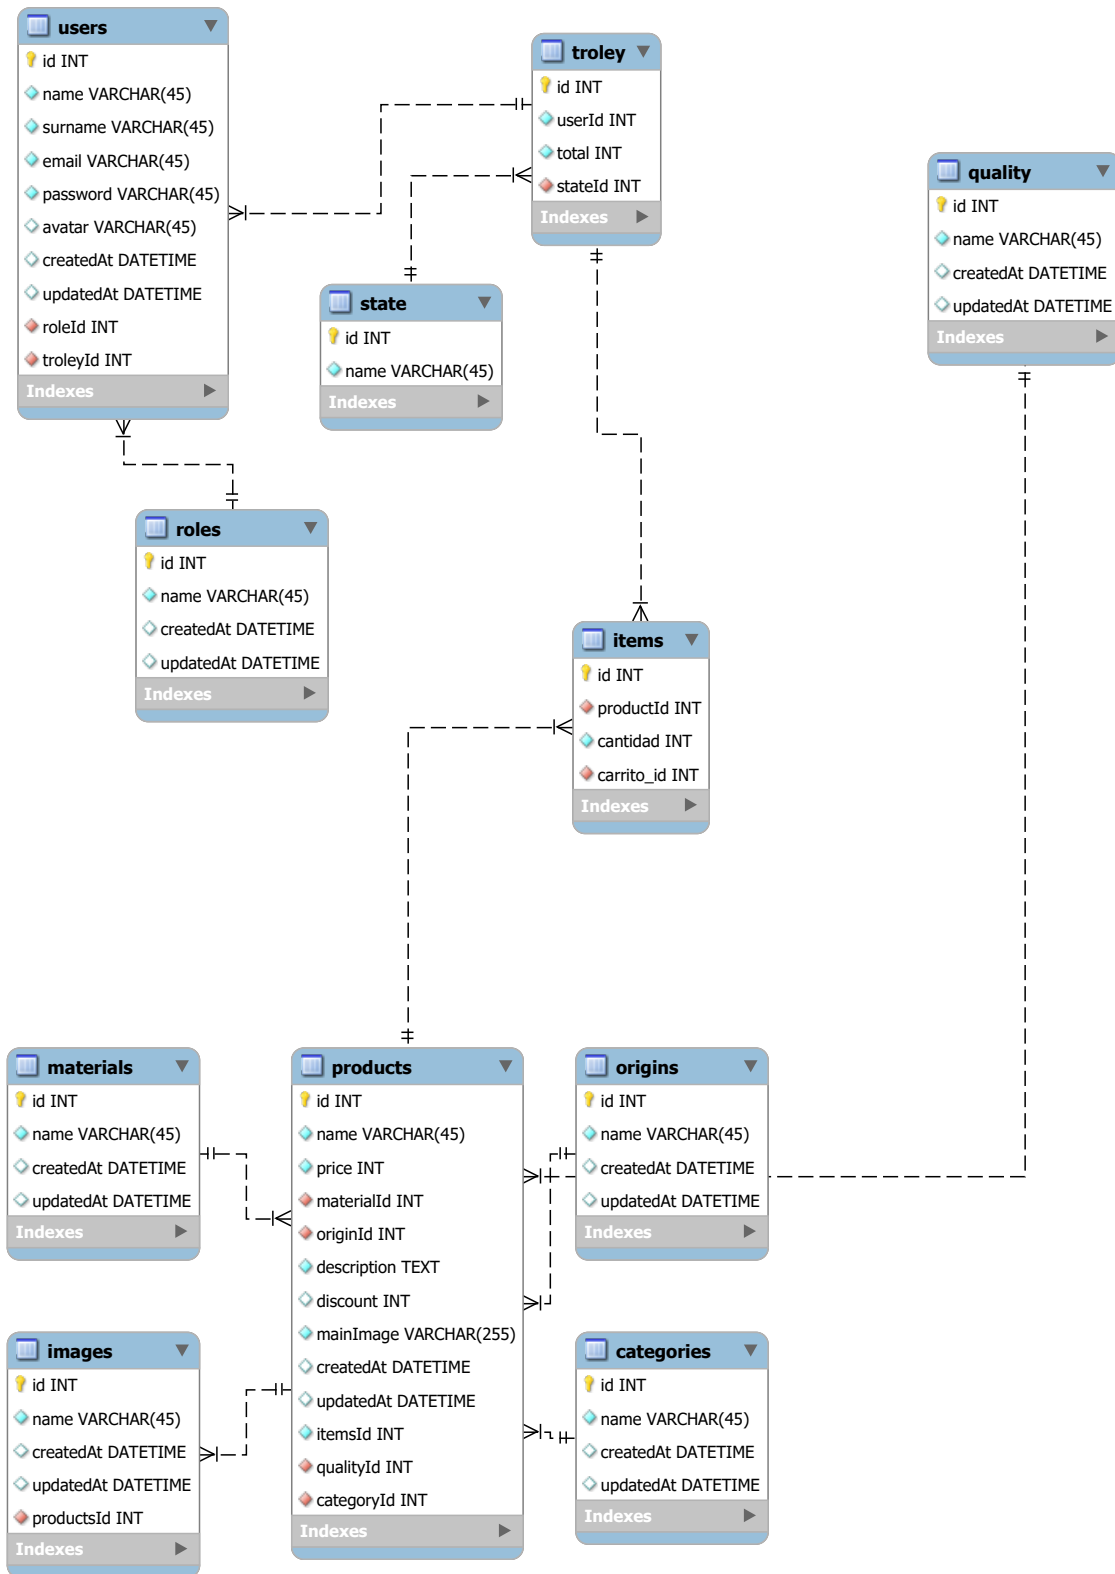 users
id INT
name VARCHAR(45)
surname VARCHAR(45)
email VARCHAR(45)
password VARCHAR(45)
avatar VARCHAR(45)
createdAt DATETIME
updatedAt DATETIME
roleId INT
troleyId INT
Indexes
troley
id INT
userId INT
total INT
stateId INT
Indexes
quality
id INT
name VARCHAR(45)
createdAt DATETIME
updatedAt DATETIME
Indexes
state
id INT
name VARCHAR(45)
Indexes
roles
id INT
name VARCHAR(45)
createdAt DATETIME
updatedAt DATETIME
Indexes
items
id INT
productId INT
cantidad INT
carrito_id INT
Indexes
materials
id INT
name VARCHAR(45)
createdAt DATETIME
updatedAt DATETIME
Indexes
products
id INT
name VARCHAR(45)
price INT
materialId INT
originId INT
description TEXT
discount INT
mainImage VARCHAR(255)
createdAt DATETIME
updatedAt DATETIME
itemsId INT
qualityId INT
categoryId INT
Indexes
origins
id INT
name VARCHAR(45)
createdAt DATETIME
updatedAt DATETIME
Indexes
images
id INT
name VARCHAR(45)
createdAt DATETIME
updatedAt DATETIME
productsId INT
Indexes
categories
id INT
name VARCHAR(45)
createdAt DATETIME
updatedAt DATETIME
Indexes